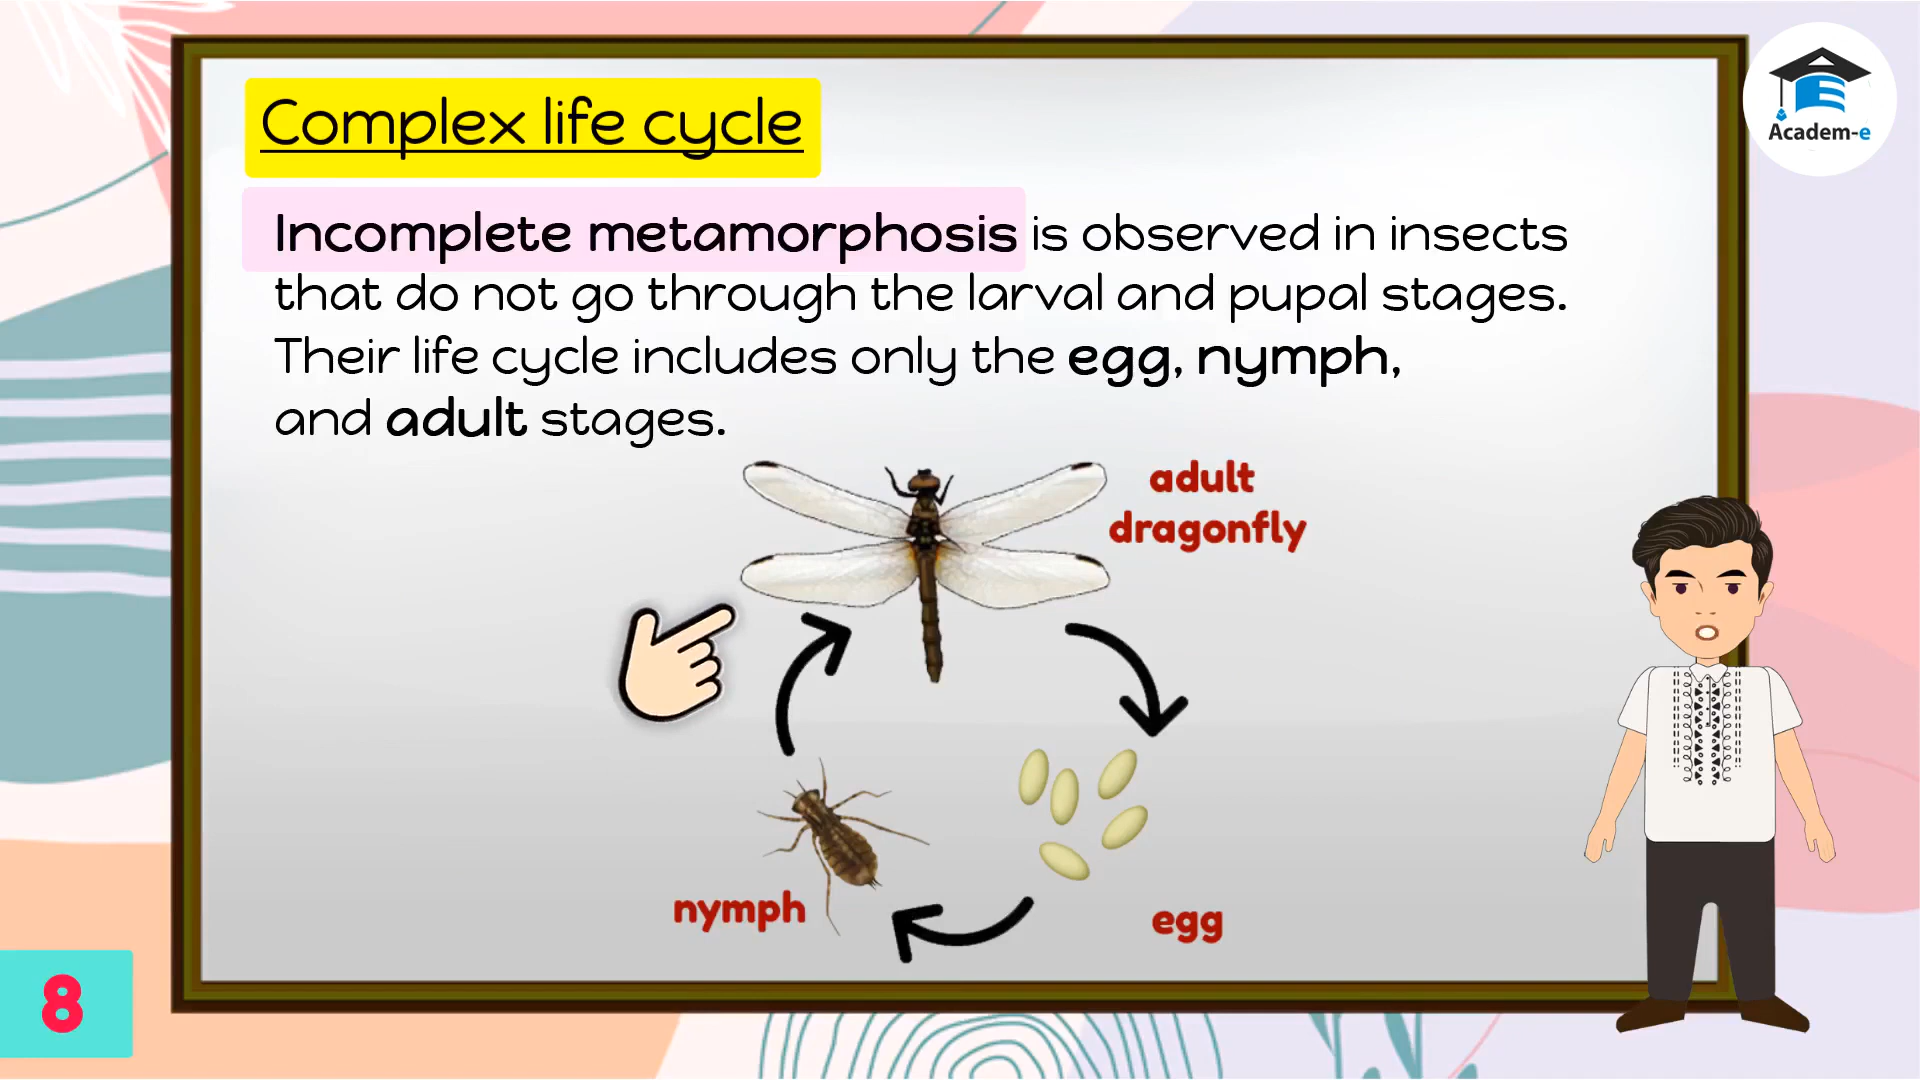 Complex life cycle
Academ-e
Incomplete metamorphosis is observed in insects
that do not go through the larval and pupal stages.
Their life cycle includes only the egg, nymph,
and adult stages.
adult
dragonfly
nymph
egg
8